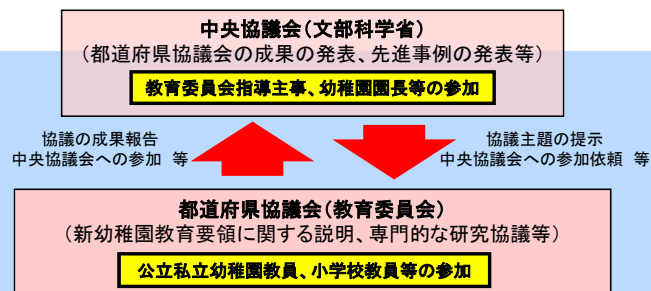 中央協議会(文部科学省)
(都道府県協議会の成果の発表、先進事例の発表等)
教育委員会指導主事、幼稚園園長等の参加
協議の成果報告
中央協議会への参加 等
協議主題の提示
中央協議会への参加依頼 等
都道府県協議会(教育委員会)
(新幼稚園教育要領に関する説明、専門的な研究協議等)
公立私立幼稚園教員、小学校教員等の参加